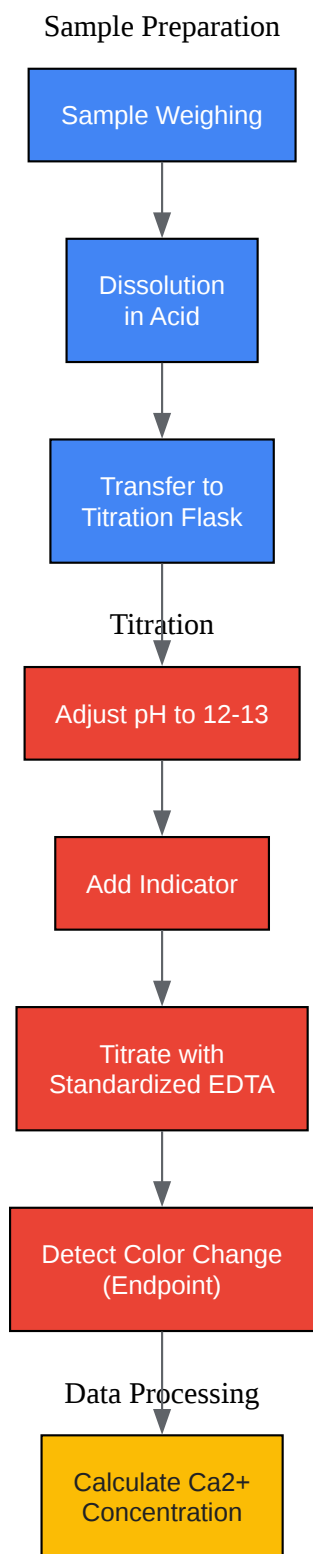 Sample Preparation
Sample Weighing
Dissolution
in Acid
Transfer to
Titration Flask
Titration
Adjust pH to 12-13
Add Indicator
Titrate with
Standardized EDTA
Detect Color Change
(Endpoint)
Data Processing
Calculate Ca2+
Concentration